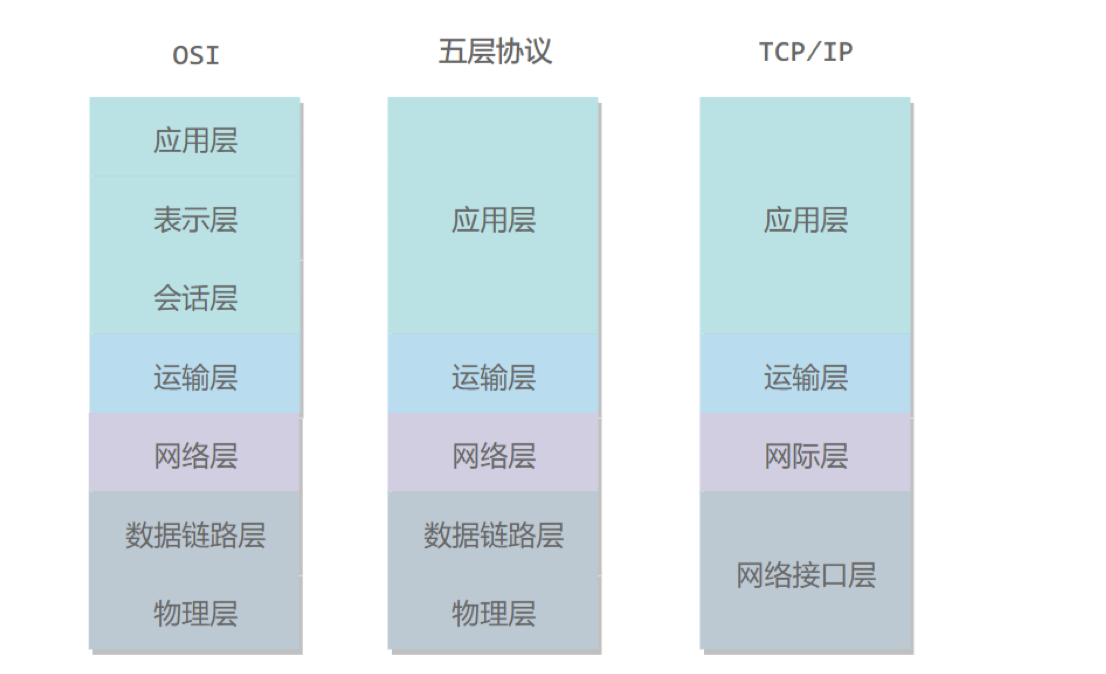 OSI
五层协议
TCP/IP
应用层
表示层
会话层
运输层
网络层
数据链路层
物理层
应用层
运输层
网络层
数据链路层
物理层
应用层
运输层
网际层
网络接口层